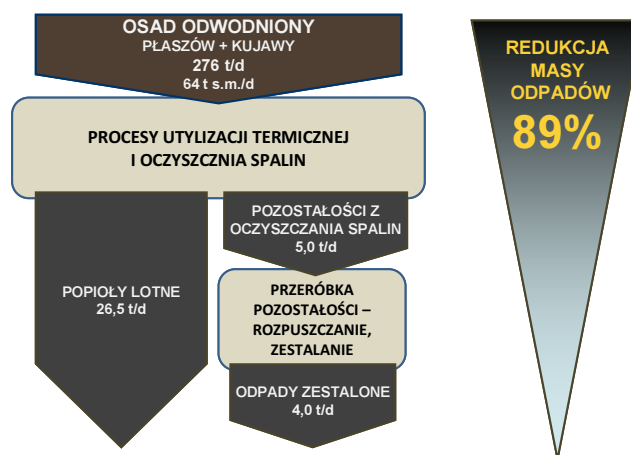 OSAD ODWODNIONY
PŁASZÓW + KUJAWY
276 t/d
64 t s.m./d
PROCESY UTYLIZACJI TERMICZNEJ
I OCZYSZCZNIA SPALIN
POZOSTAŁOŚCI Z
OCZYSZCZANIA SPALIN
5,0 t/d
POPIOŁY LOTNE
26,5 t/d
PRZERÓBKA
POZOSTAŁOŚCI –
ROZPUSZCZANIE,
ZESTALANIE
ODPADY ZESTALONE
4,0 t/d
REDUKCJA
MASY
ODPADÓW
89%